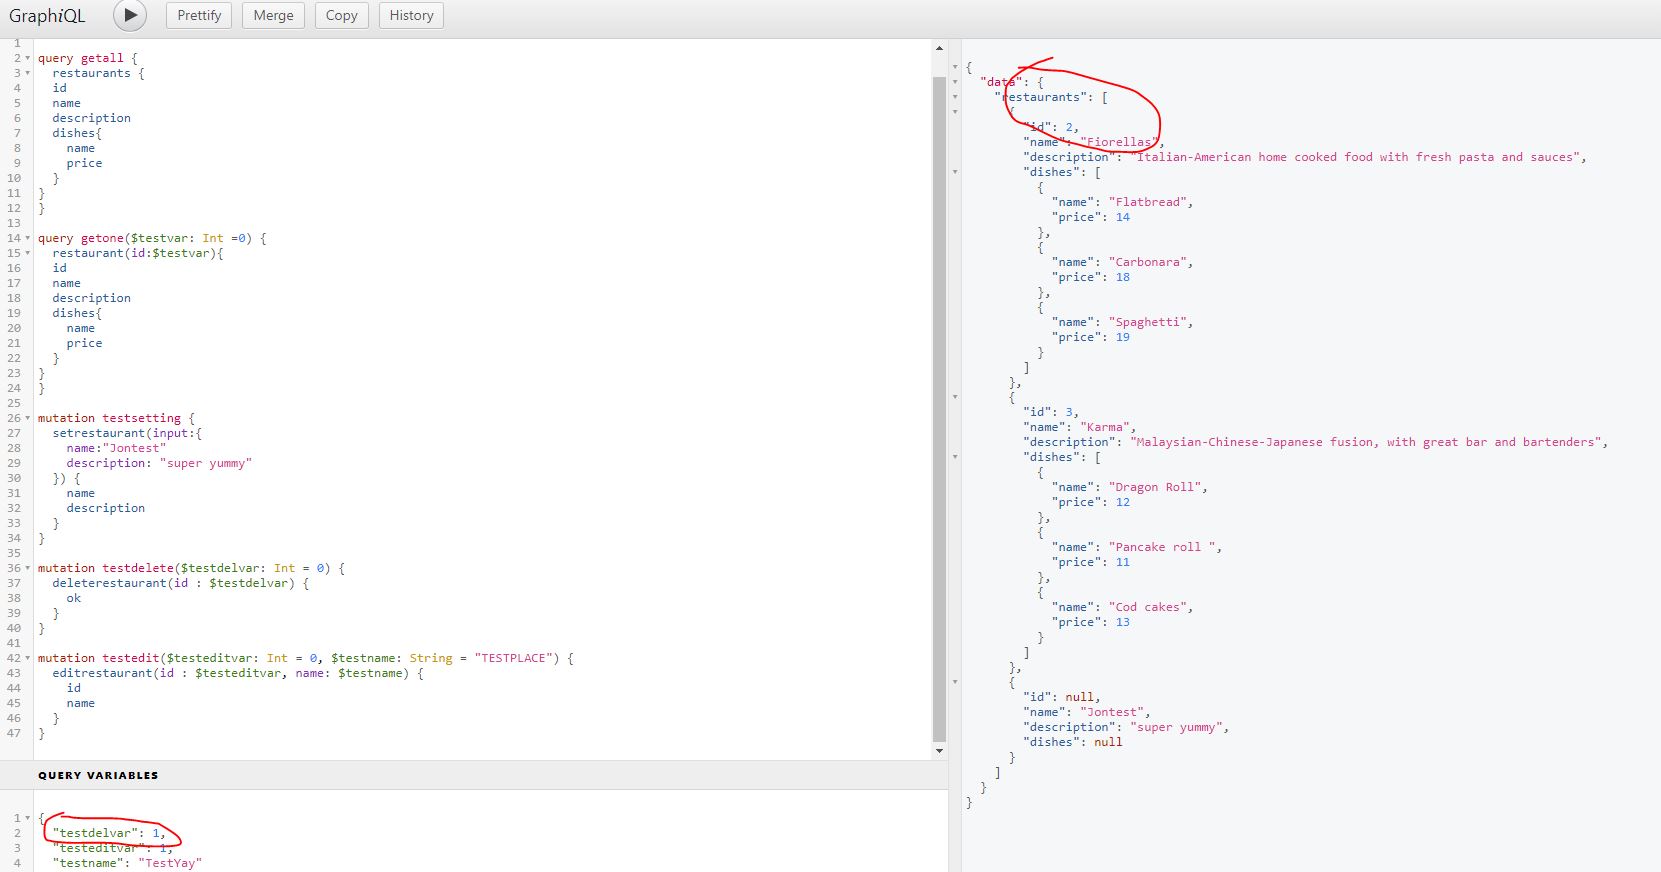 GraphiQL
Prettify Merge Copy History
1
2 query getall {
3 restaurants {
4 id
5 name
6 description
7 dishes{
8 name
9 price
10 }
11 }
12 }
13
14 query getone($testvar: Int =0) {
15 restaurant(id:$testvar){
16 id
17 name
18 description
19 dishes{
20 name
21 price
22 }
23 }
24 }
25
26 mutation testsetting {
27 setrestaurant(input:{
28 name:"Jontest"
29 description: "super yummy"
30 }) {
31 name
32 description
33 }
34 }
35
36 mutation testdelete($testdelvar: Int = 0) {
37 deleterestaurant(id : $testdelvar) {
38 ok
39 }
40 }
41
42 mutation testedit($testeditvar: Int = 0, $testname: String = "TESTPLACE") {
43 editrestaurant(id : $testeditvar, name: $testname) {
44 id
45 name
46 }
47 }
QUERY VARIABLES
1 {
2 "testdelvar": 1,
3 "testeditvar": 1,
4 "testname": "TestYay"
{
"data": {
"restaurants": [
{
"id": 2,
"name": "Fiorellas",
"description": "Italian-American home cooked food with fresh pasta and sauces",
"dishes": [
{
"name": "Flatbread",
"price": 14
},
{
"name": "Carbonara",
"price": 18
},
{
"name": "Spaghetti",
"price": 19
}
]
},
{
"id": 3,
"name": "Karma",
"description": "Malaysian-Chinese-Japanese fusion, with great bar and bartenders",
"dishes": [
{
"name": "Dragon Roll",
"price": 12
},
{
"name": "Pancake roll ",
"price": 11
},
{
"name": "Cod cakes",
"price": 13
}
]
},
{
"id": null,
"name": "Jontest",
"description": "super yummy",
"dishes": null
}
]
}
}